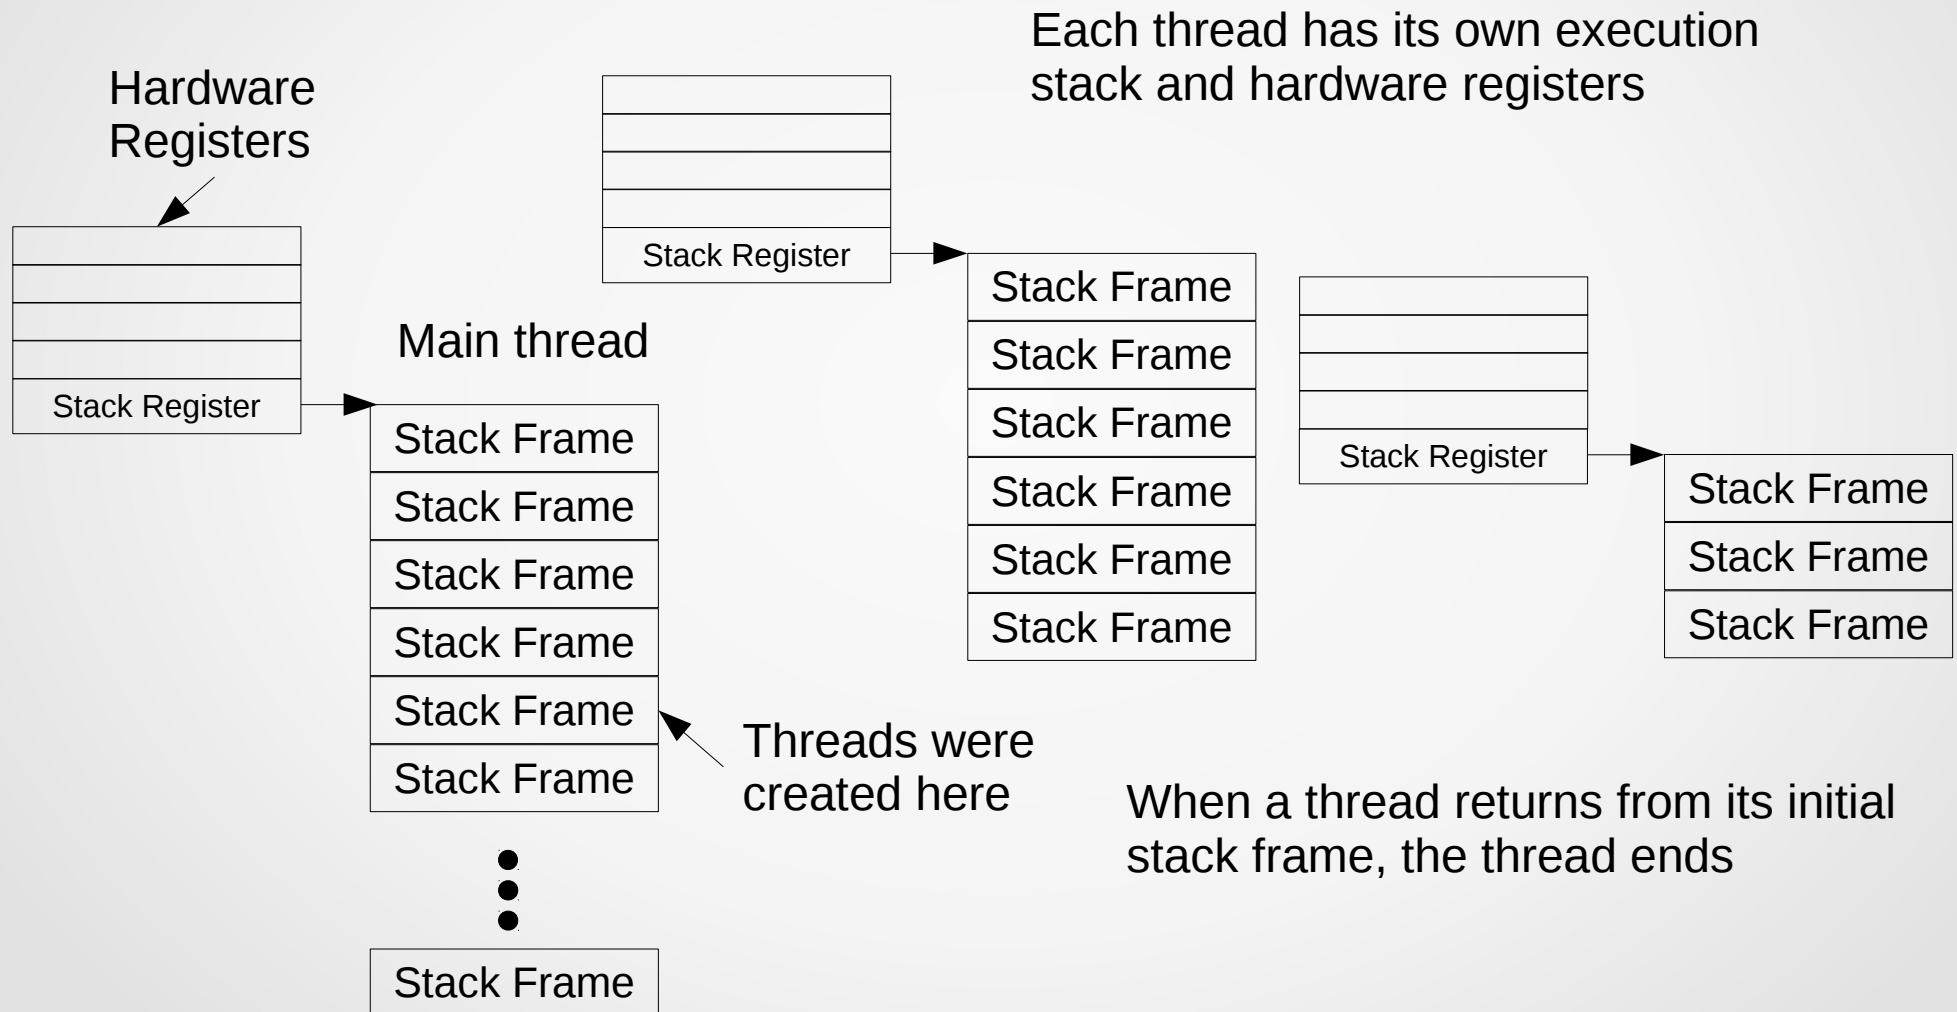 Each thread has its own execution
stack and hardware registers
Hardware
Registers
Stack Register
Main thread
Stack Frame
Stack Frame
Stack Frame
Stack Frame
Stack Frame
Stack Frame
Stack Frame
Threads were
created here
Stack Register
Stack Frame
Stack Frame
Stack Frame
Stack Frame
Stack Frame
Stack Frame
Stack Register
Stack Frame
Stack Frame
Stack Frame
When a thread returns from its initial
stack frame, the thread ends